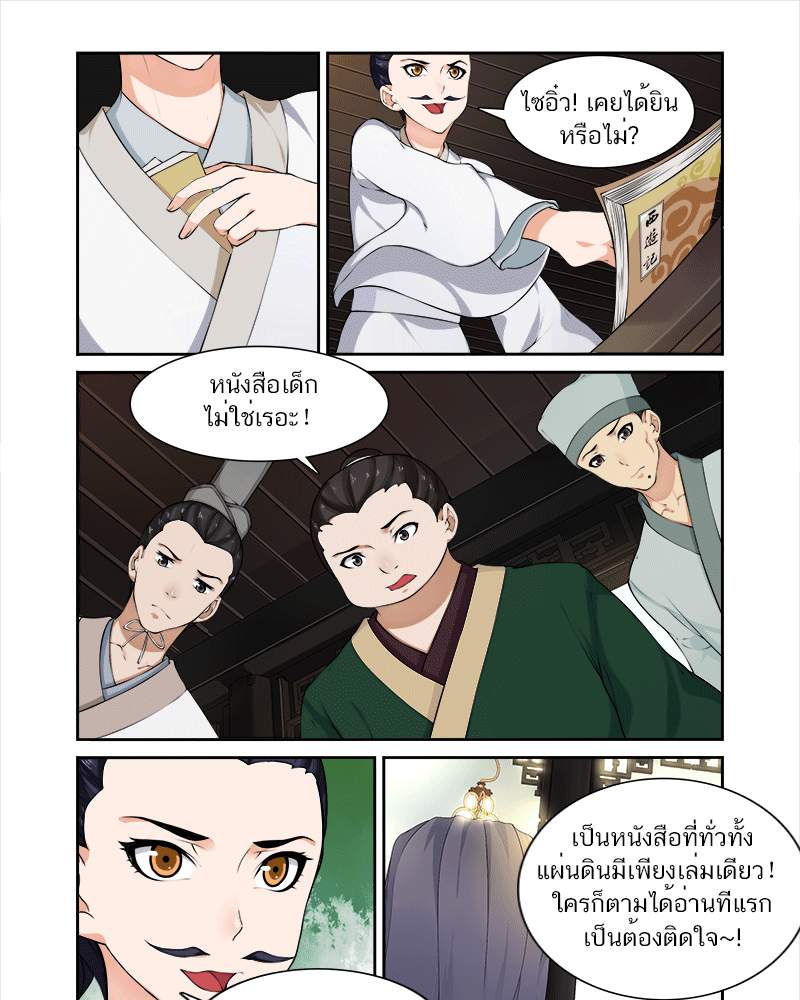 ไซอิ๋ว! เคยได้ยิน
หรือไม่?
西遊記
หนังสือเด็ก
ไม่ใช่เรอะ!
เป็นหนังสือที่ทั่วทั้ง
แผ่นดินมีเพียงเล่มเดียว!
ใครก็ตามได้อ่านทีแรก
เป็นต้องติดใจ~!